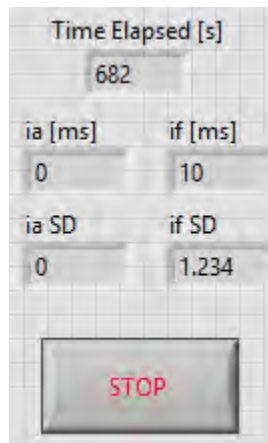 Time Elapsed [s]
682
ia [ms] if [ms]
0 10
ia SD if SD
0 1.234
STOP